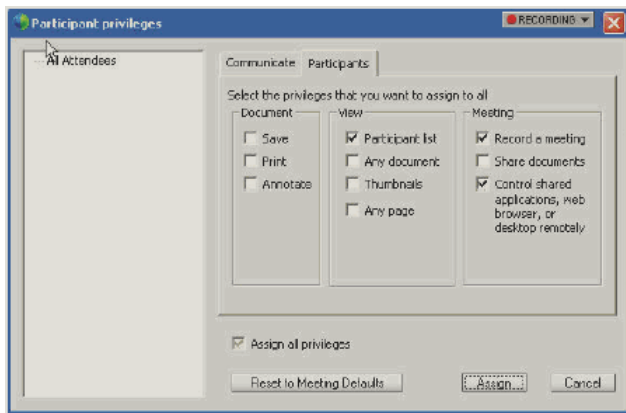 Participant privileges
RECORDING
All Attendees
Communicate
Participants
Select the privileges that you want to assign to all
Document
Save
Print
Annotate
View
Participant list
Any document
Thumbnails
Any page
Meeting
Record a meeting
Share documents
Control shared
applications, web
browser, or
desktop remotely
Assign all privileges
Reset to Meeting Defaults
Assign
Cancel